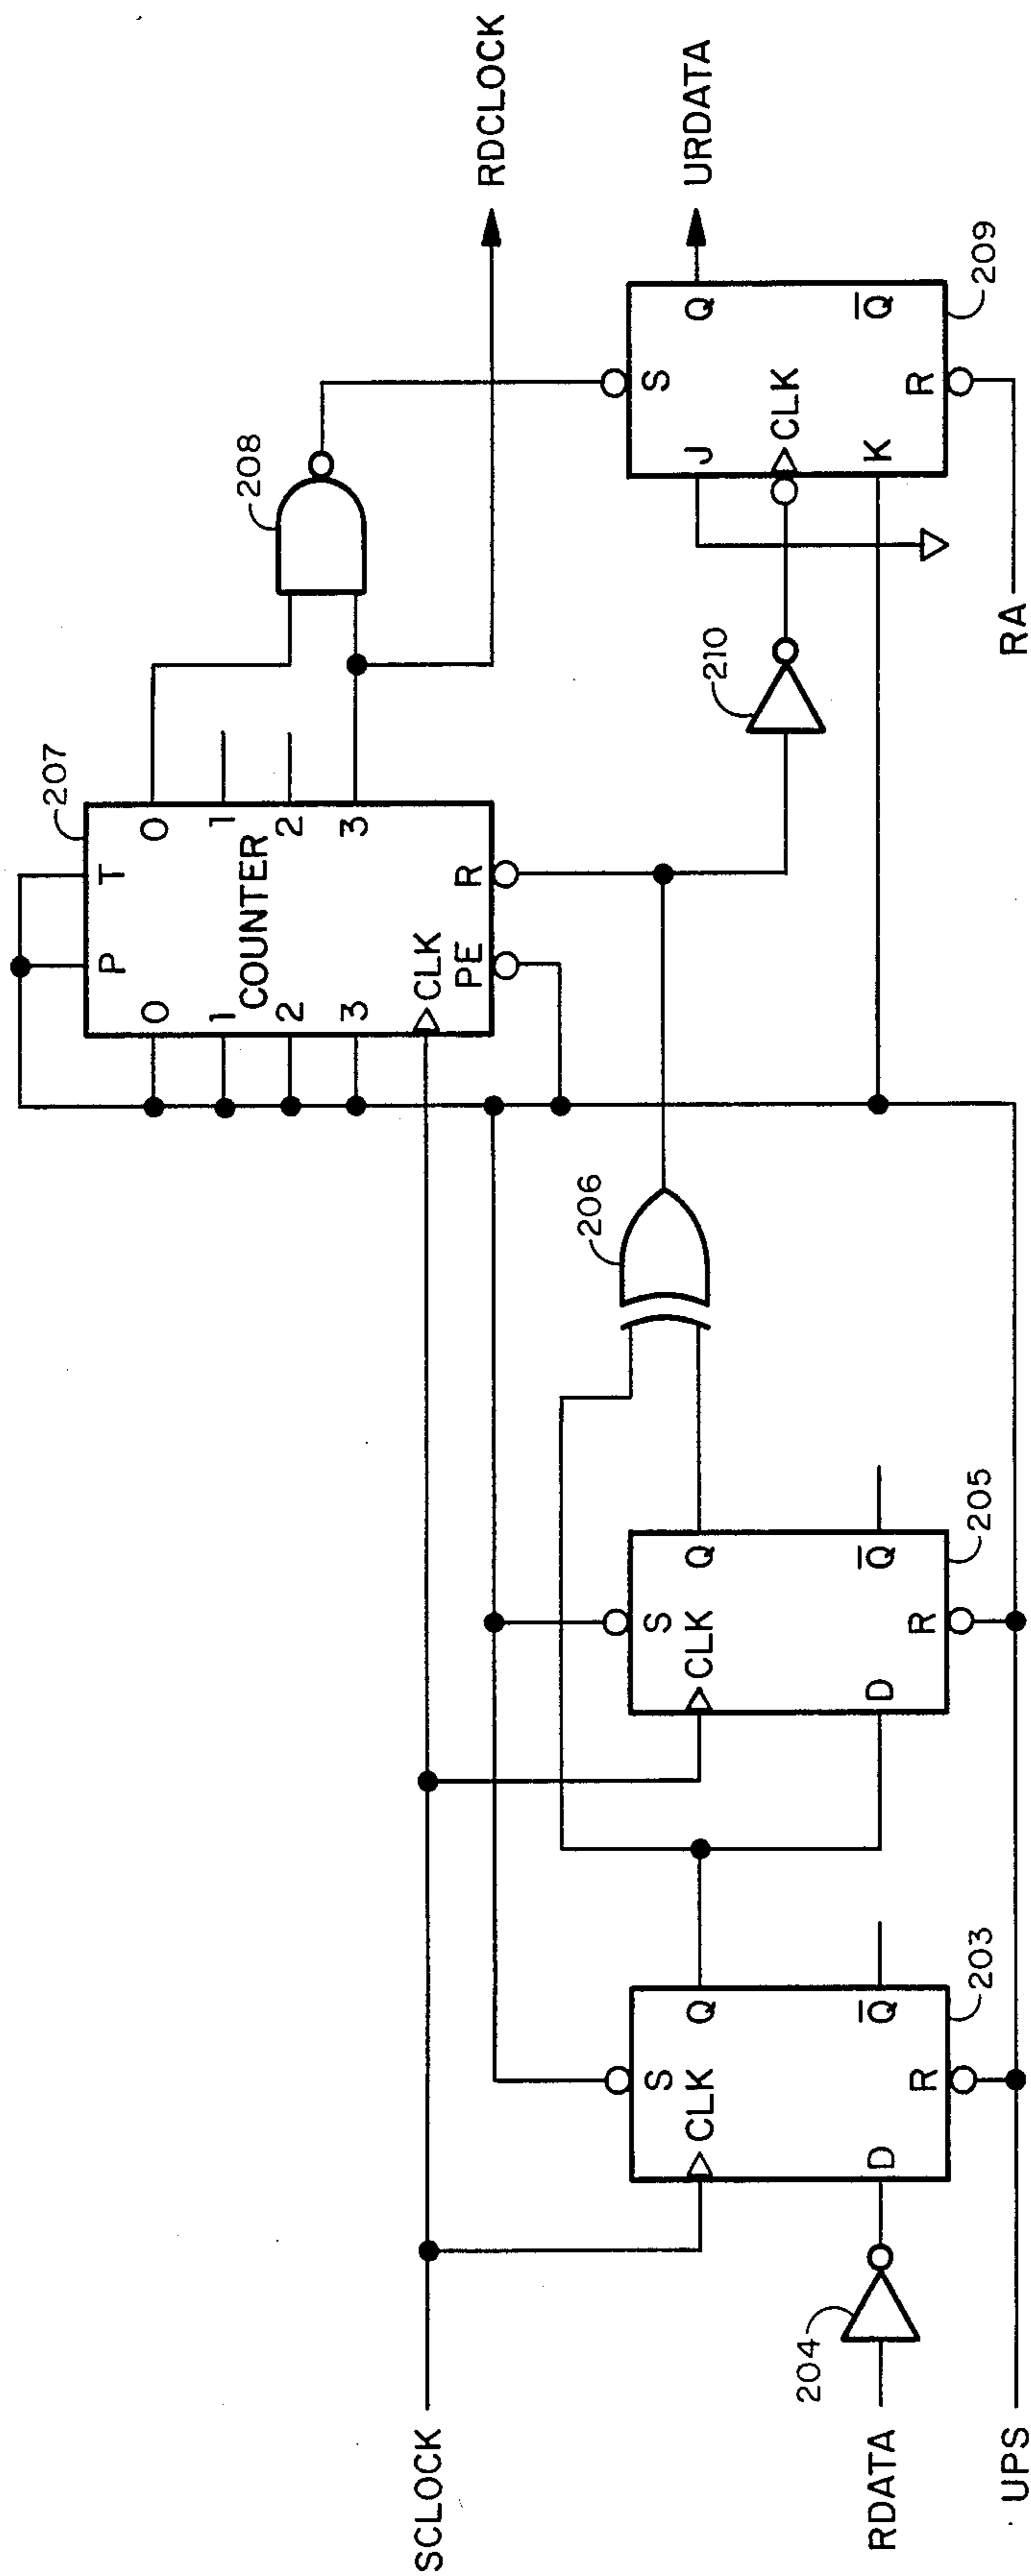 SCLOCK
RDATA
UPS
204
D
CLK
S
R
Q
Q̅
203
D
CLK
S
R
Q
Q̅
205
206
207
P
T
0
1
2
3
COUNTER
CLK
PE
R
0
1
2
3
208
RDCLOCK
210
J
S
CLK
K
R
Q
Q̅
209
URDATA
RA